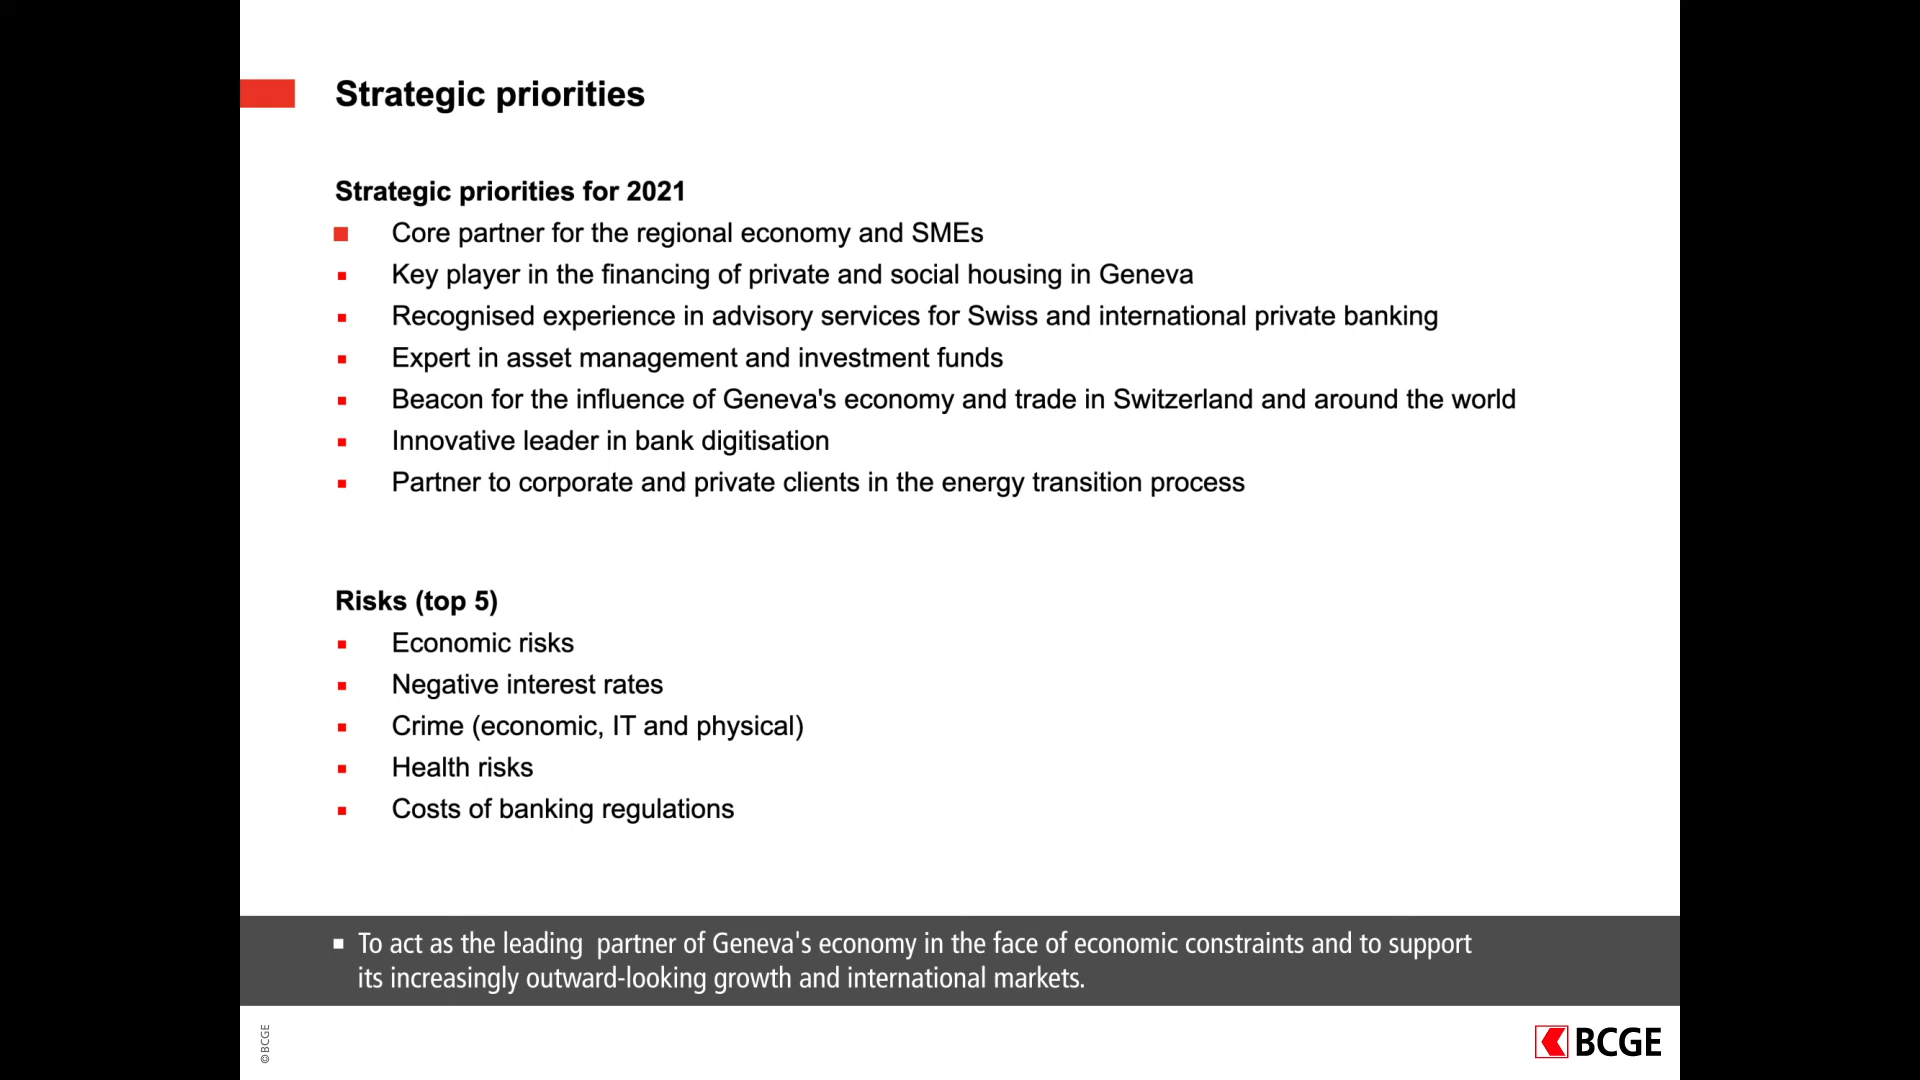 Strategic priorities
Strategic priorities for 2021
Core partner for the regional economy and SMEs
Key player in the financing of private and social housing in Geneva
Recognised experience in advisory services for Swiss and international private banking
Expert in asset management and investment funds
Beacon for the influence of Geneva's economy and trade in Switzerland and around the world
Innovative leader in bank digitisation
Partner to corporate and private clients in the energy transition process
Risks (top 5)
Economic risks
Negative interest rates
Crime (economic, IT and physical)
Health risks
Costs of banking regulations
To act as the leading partner of Geneva's economy in the face of economic constraints and to support
its increasingly outward-looking growth and international markets.
©BCGE
BCGE